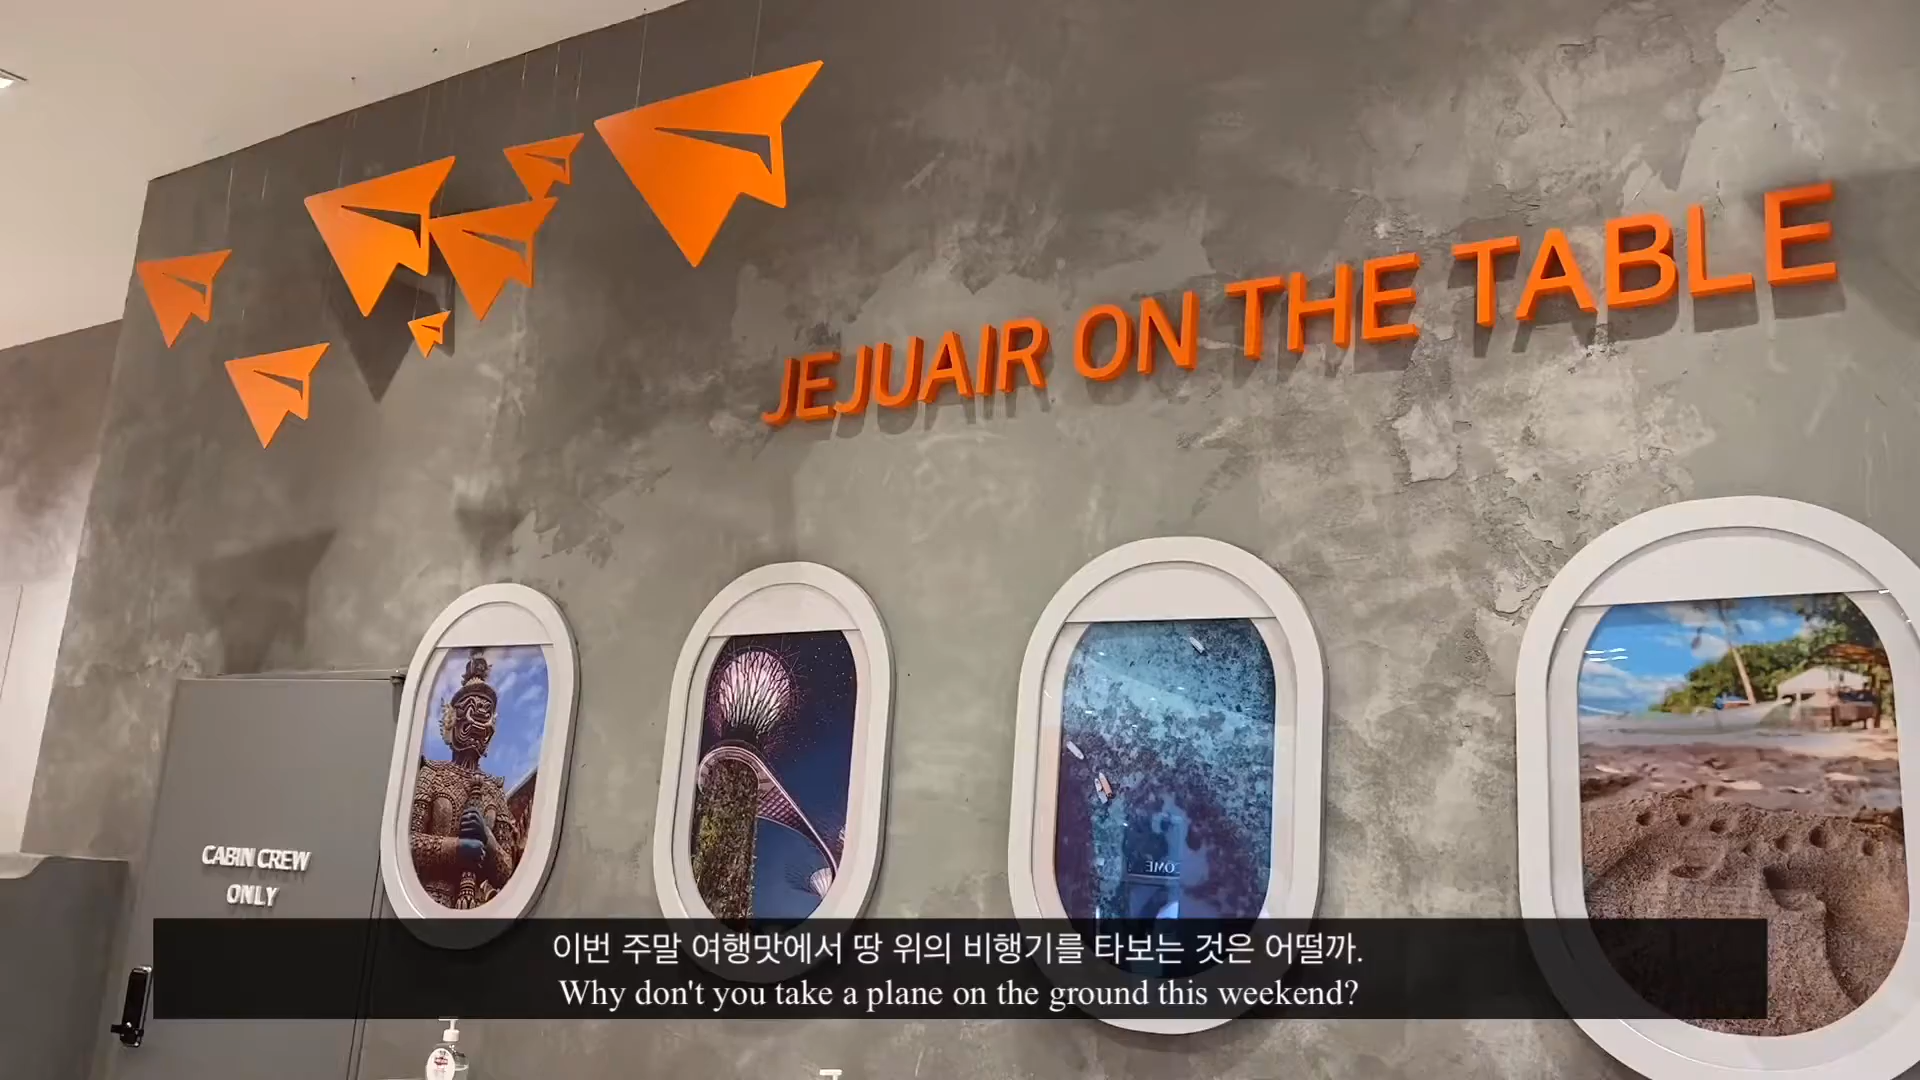 JEJUAIR ON THE TABLE
CABIN CREW
ONLY
이번 주말 여행맛에서 땅 위의 비행기를 타보는 것은 어떨까.
Why don't you take a plane on the ground this weekend?